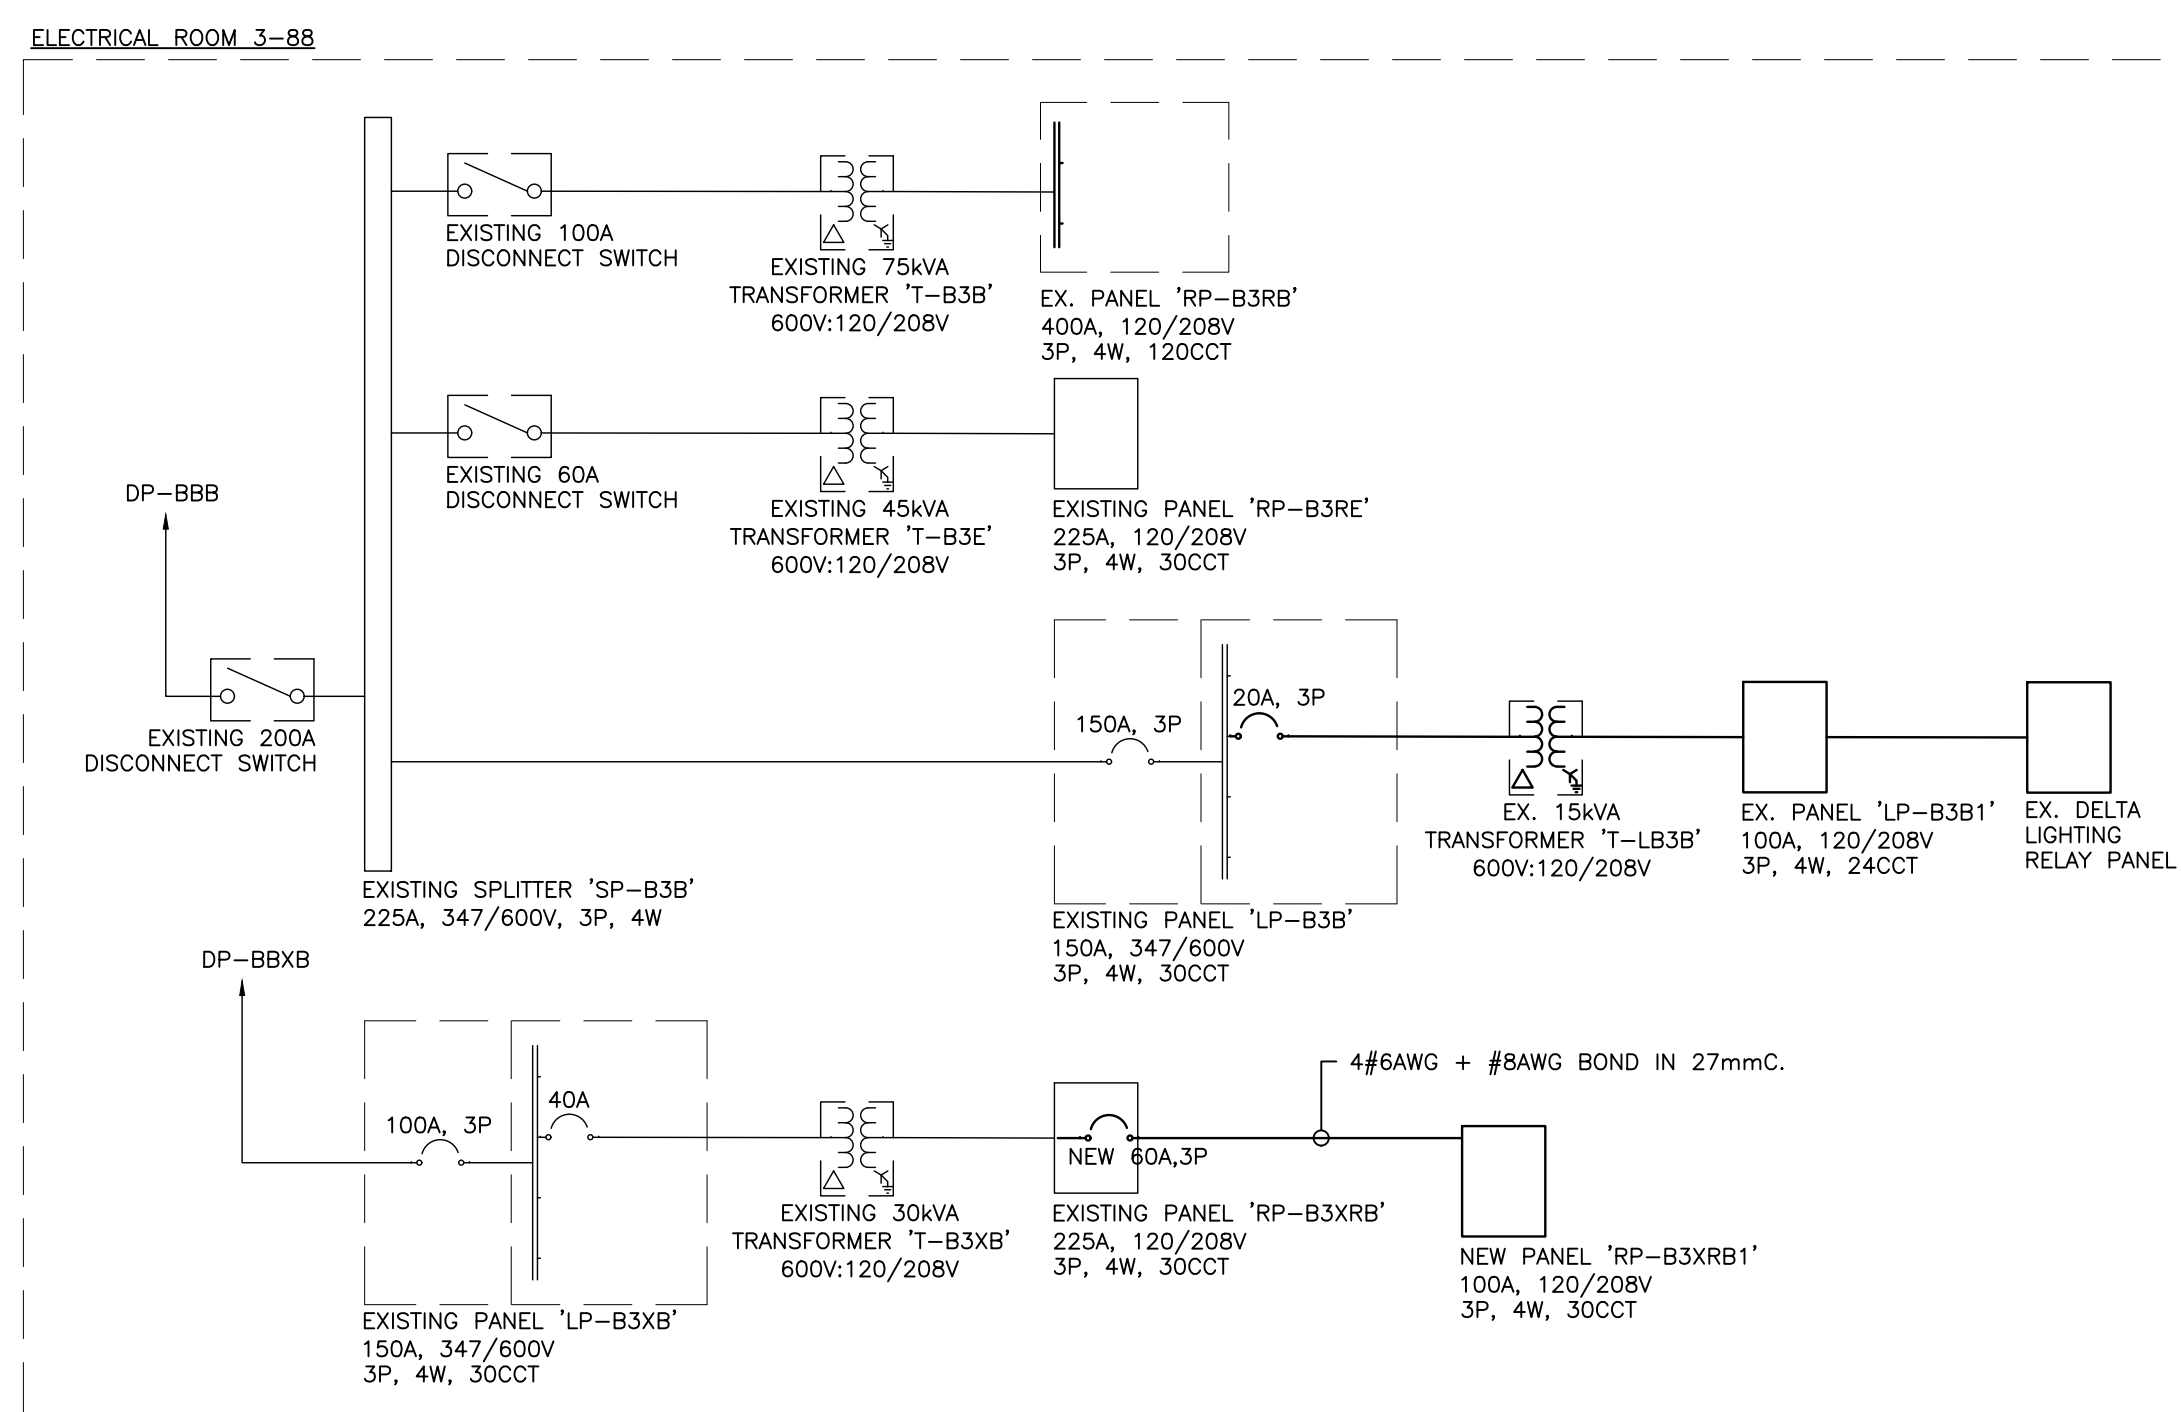 ELECTRICAL ROOM 3-88
EXISTING 100A
DISCONNECT SWITCH
EXISTING 75kVA
TRANSFORMER 'T-B3B'
600V:120/208V
EX. PANEL 'RP-B3RB'
400A, 120/208V
3P, 4W, 120CCT
EXISTING 60A
DISCONNECT SWITCH
EXISTING 45kVA
TRANSFORMER 'T-B3E'
600V:120/208V
EXISTING PANEL 'RP-B3RE'
225A, 120/208V
3P, 4W, 30CCT
DP-BBB
EXISTING 200A
DISCONNECT SWITCH
150A, 3P
20A, 3P
EX. 15kVA
TRANSFORMER 'T-LB3B'
600V:120/208V
EX. PANEL 'LP-B3B1'
100A, 120/208V
3P, 4W, 24CCT
EX. DELTA
LIGHTING
RELAY PANEL
EXISTING SPLITTER 'SP-B3B'
225A, 347/600V, 3P, 4W
EXISTING PANEL 'LP-B3B'
150A, 347/600V
3P, 4W, 30CCT
DP-BBXB
100A, 3P
40A
4#6AWG + #8AWG BOND IN 27mmC.
NEW 60A,3P
EXISTING 30kVA
TRANSFORMER 'T-B3XB'
600V:120/208V
EXISTING PANEL 'RP-B3XRB'
225A, 120/208V
3P, 4W, 30CCT
NEW PANEL 'RP-B3XRB1'
100A, 120/208V
3P, 4W, 30CCT
EXISTING PANEL 'LP-B3XB'
150A, 347/600V
3P, 4W, 30CCT